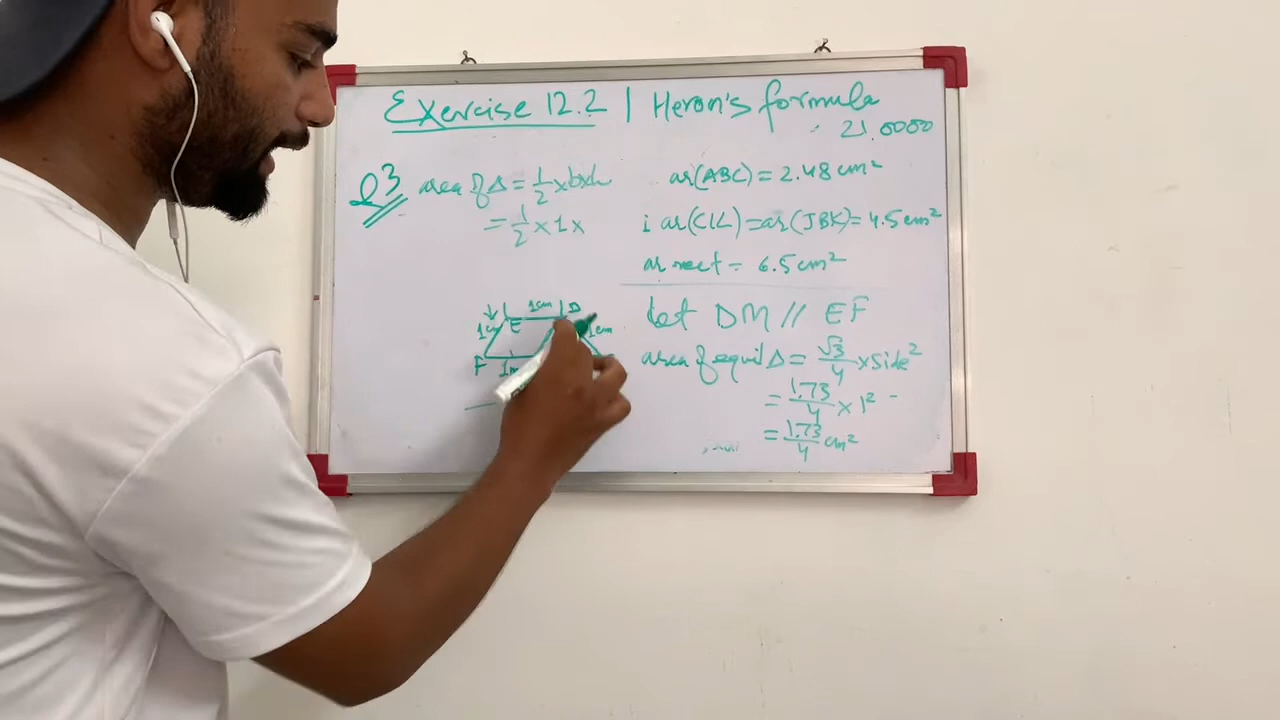 Exercise 12.2 | Heron's formula
21.0000
Q3 area of Δ = 1/2 x b x h
= 1/2 x 1 x
ar(ABC) = 2.48 cm²
ar(JBK) = 4.5 cm²
ar rect = 6.5 cm²
let DM // EF
area of equil Δ = √3/4 x side²
= 1.73/4 x 1²
= 1.73/4 cm²
1cm D
E 1cm
F